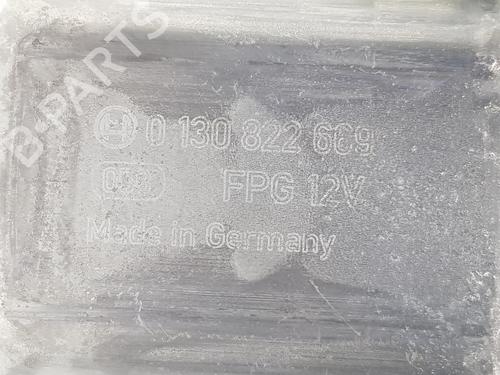 B-PARTS
0 130 822 609
FPG 12V
Made in Germany